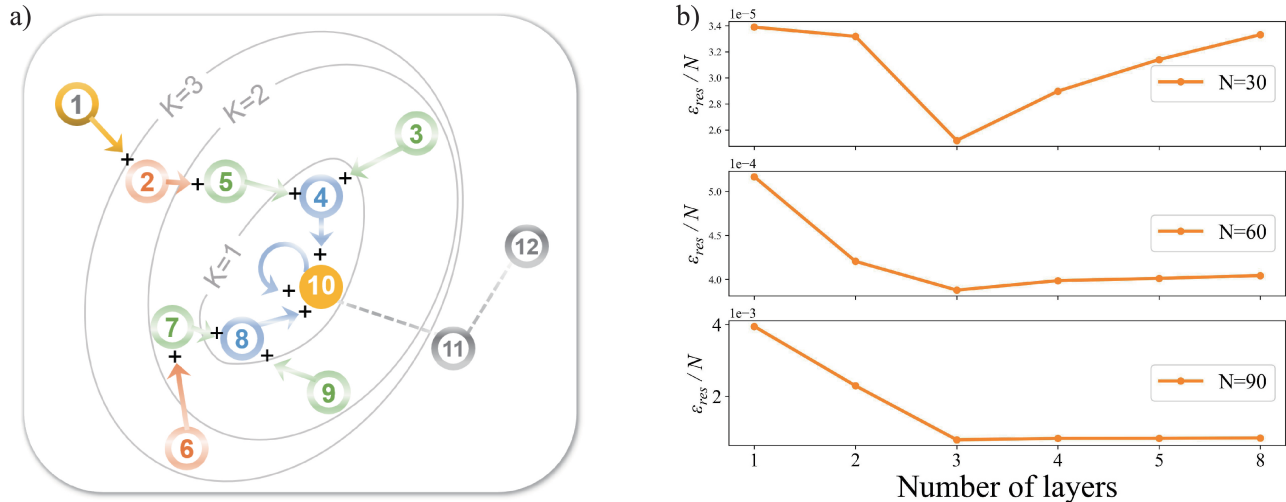 a)
K=3
K=2
K=1
1
2
5
3
4
12
10
7
8
11
9
6
+
+
+
+
+
+
+
+
+
+
b)
1e−5
3.4
3.2
3.0
2.8
2.6
ε_res / N
N=30
1e−4
5.0
4.5
4.0
ε_res / N
N=60
1e−3
4
2
ε_res / N
N=90
1 2 3 4 5 8
Number of layers